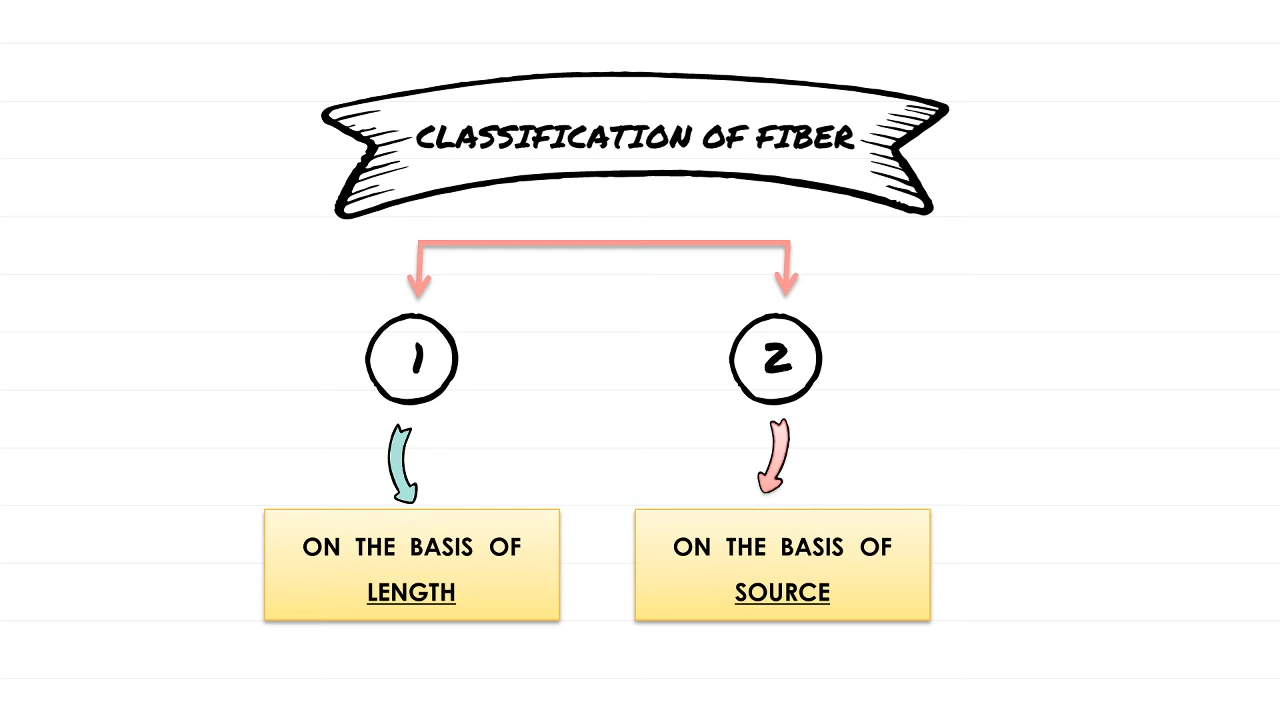 CLASSIFICATION OF FIBER
1
2
ON THE BASIS OF
LENGTH
ON THE BASIS OF
SOURCE